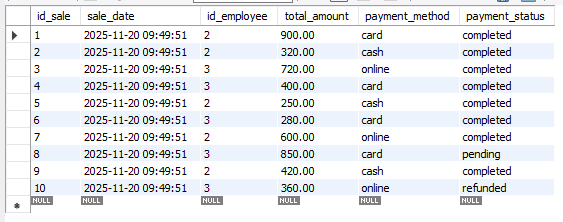 id_sale sale_date id_employee total_amount payment_method payment_status
1 2025-11-20 09:49:51 2 900.00 card completed
2 2025-11-20 09:49:51 2 320.00 cash completed
3 2025-11-20 09:49:51 3 720.00 online completed
4 2025-11-20 09:49:51 3 400.00 card completed
5 2025-11-20 09:49:51 2 250.00 cash completed
6 2025-11-20 09:49:51 3 280.00 card completed
7 2025-11-20 09:49:51 2 600.00 online completed
8 2025-11-20 09:49:51 3 850.00 card pending
9 2025-11-20 09:49:51 2 420.00 cash completed
10 2025-11-20 09:49:51 3 360.00 online refunded
NULL NULL NULL NULL NULL NULL